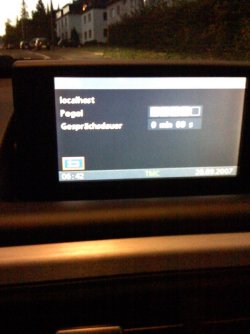 localhost
Pegel
Gesprächsdauer 0 min 00 s
06:42 TMC 28.09.2007